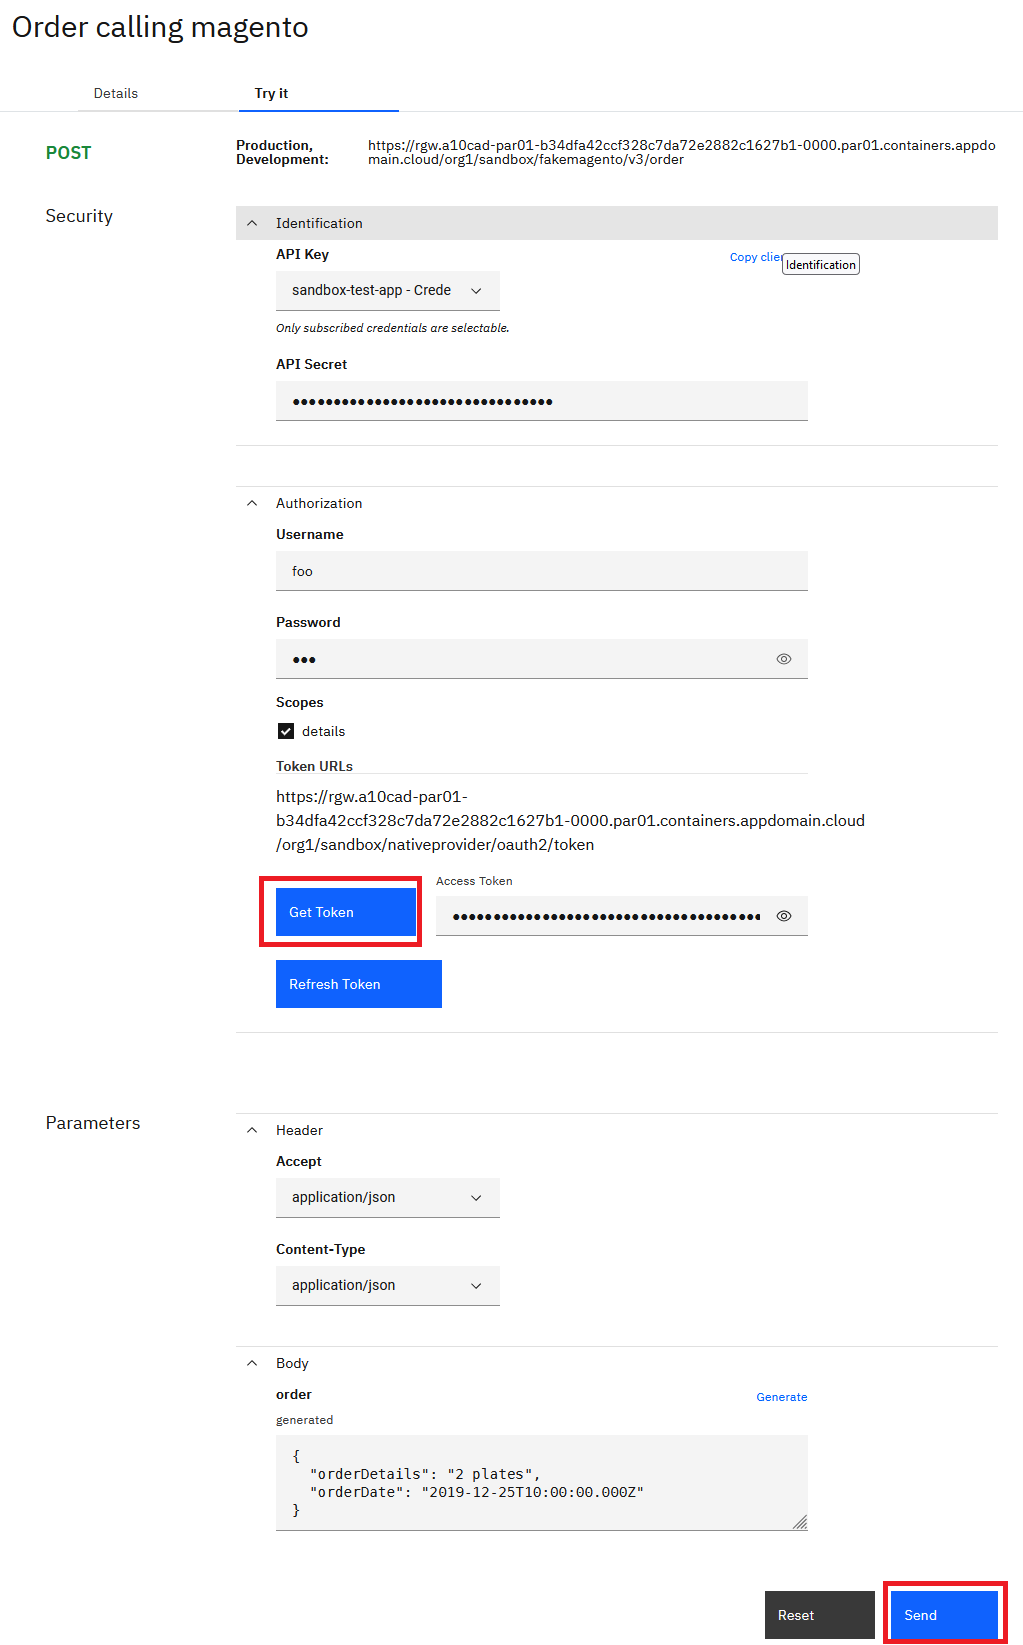 Order calling magento
Details
Try it
POST
Production,
Development:
https://rgw.a10cad-par01-b34dfa42ccf328c7da72e2882c1627b1-0000.par01.containers.appdo
main.cloud/org1/sandbox/fakemagento/v3/order
Security
Identification
API Key
Copy clie
Identification
sandbox-test-app - Crede
Only subscribed credentials are selectable.
API Secret
••••••••••••••••••••••••••••••••
Authorization
Username
foo
Password
•••
Scopes
details
Token URLs
https://rgw.a10cad-par01-
b34dfa42ccf328c7da72e2882c1627b1-0000.par01.containers.appdomain.cloud
/org1/sandbox/nativeprovider/oauth2/token
Access Token
Get Token
••••••••••••••••••••••••••••••••••••••
Refresh Token
Parameters
Header
Accept
application/json
Content-Type
application/json
Body
order
Generate
generated
{
"orderDetails": "2 plates",
"orderDate": "2019-12-25T10:00:00.000Z"
}
Reset
Send